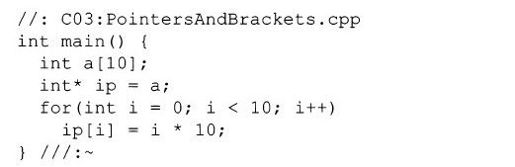 //: C03:PointersAndBrackets.cpp
int main() {
  int a[10];
  int* ip = a;
  for(int i = 0; i < 10; i++)
    ip[i] = i * 10;
} ///:~